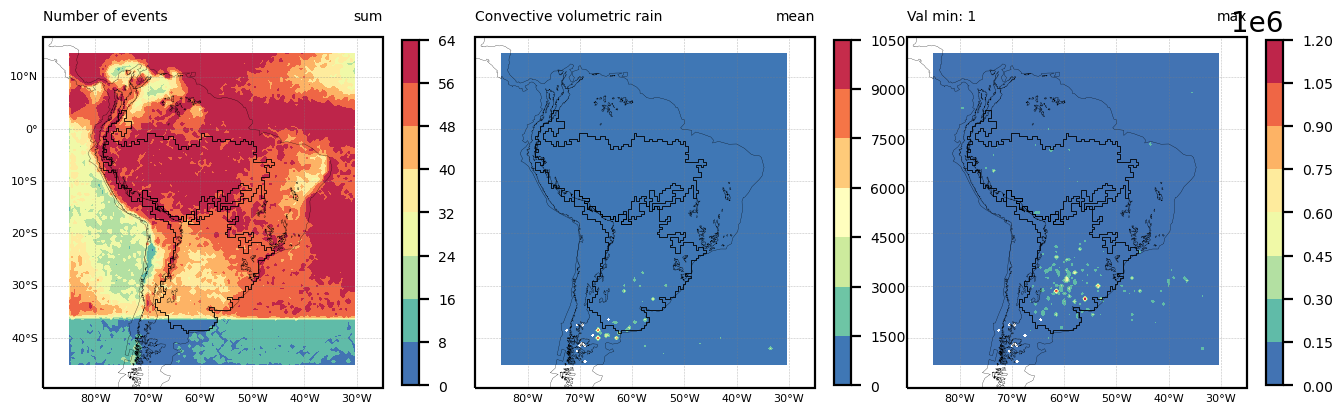 Number of events sum
Convective volumetric rain mean
Val min: 1 max
1e6
10°N
0°
10°S
20°S
30°S
40°S
80°W 70°W 60°W 50°W 40°W 30°W
64
56
48
40
32
24
16
8
0
80°W 70°W 60°W 50°W 40°W 30°W
1050
9000
7500
6000
4500
3000
1500
0
80°W 70°W 60°W 50°W 40°W 30°W
1.20
1.05
0.90
0.75
0.60
0.45
0.30
0.15
0.00